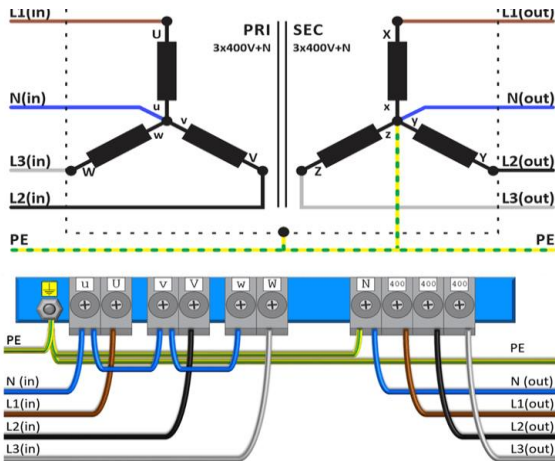 L1(in) PRI SEC L1(out)
U 3x400V+N 3x400V+N X
N(in) u x N(out)
w v z y
L3(in) W V Z Y L2(out)
L2(in) L3(out)
PE PE
u U v V w W N 400 400 400
PE PE
N (in) N (out)
L1(in) L1(out)
L2(in) L2(out)
L3(in) L3(out)